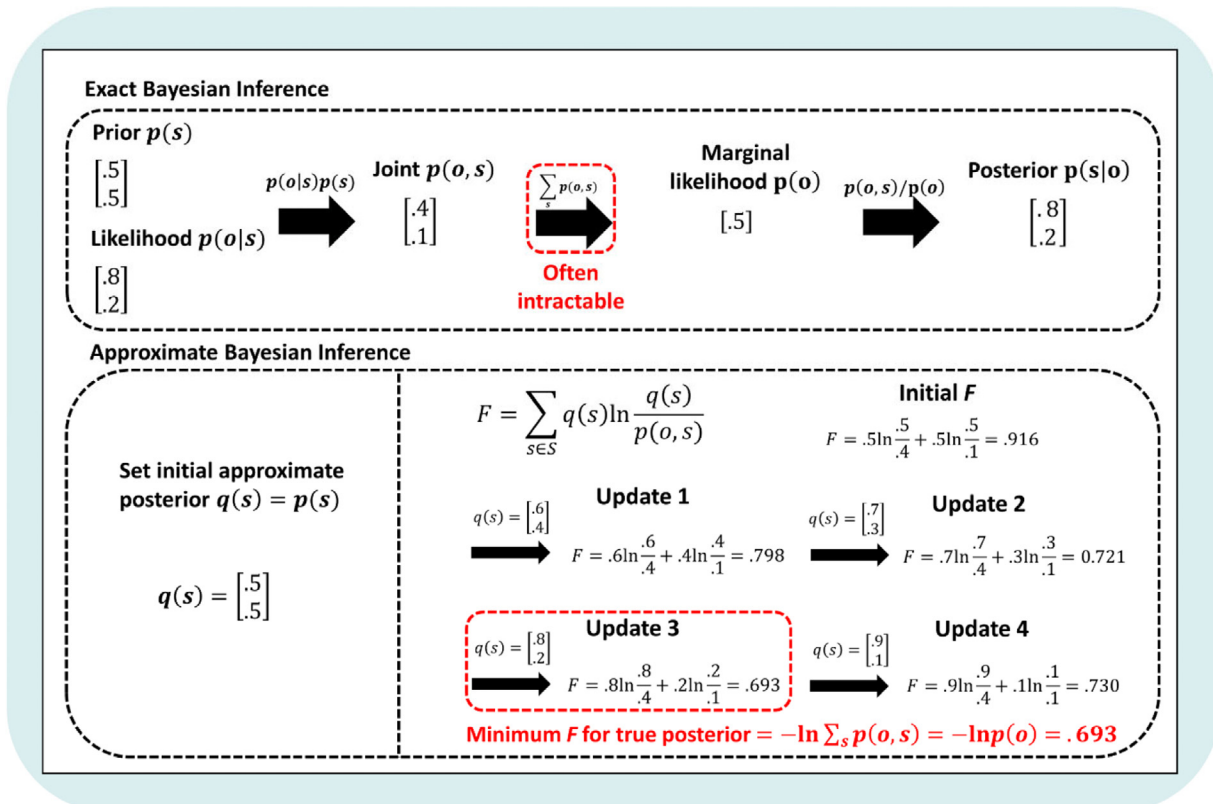 Exact Bayesian Inference
Prior p(s)
[.5
.5]
Likelihood p(o|s)
[.8
.2]
p(o|s)p(s)
Joint p(o, s)
[.4
.1]
∑ p(o, s)
s
Often
intractable
Marginal
likelihood p(o)
[.5]
p(o, s)/p(o)
Posterior p(s|o)
[.8
.2]
Approximate Bayesian Inference
Set initial approximate
posterior q(s) = p(s)
q(s) = [.5
.5]
F = ∑ s∈S q(s)ln q(s)/p(o, s)
Initial F
F = .5ln .5/.4 + .5ln .5/.1 = .916
Update 1
q(s) = [.6
.4]
F = .6ln .6/.4 + .4ln .4/.1 = .798
Update 2
q(s) = [.7
.3]
F = .7ln .7/.4 + .3ln .3/.1 = 0.721
Update 3
q(s) = [.8
.2]
F = .8ln .8/.4 + .2ln .2/.1 = .693
Update 4
q(s) = [.9
.1]
F = .9ln .9/.4 + .1ln .1/.1 = .730
Minimum F for true posterior = −ln ∑s p(o, s) = −lnp(o) = .693